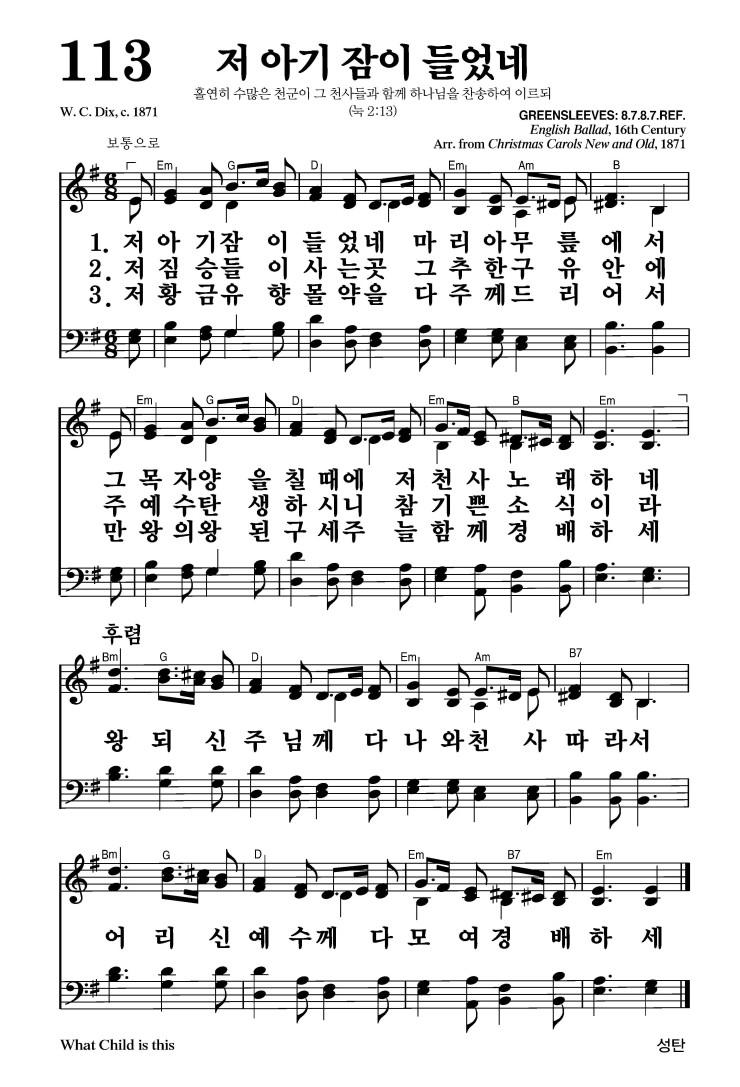 113
저 아기 잠이 들었네
홀연히 수많은 천군이 그 천사들과 함께 하나님을 찬송하여 이르되
(눅 2:13)
W. C. Dix, c. 1871
GREENSLEEVES: 8.7.8.7.REF.
English Ballad, 16th Century
Arr. from Christmas Carols New and Old, 1871
보통으로
Em G D Em Am B
6 8
1. 저 아 기잠 이 들 었네 마 리아무 릎 에 서
2. 저 짐 승들 이 사 는곳 그 추 한구 유 안 에
3. 저 황 금유 향 몰 약을 다 주 께드 리 어 서
6 8
Em G D Em B Em
그 목 자양 을 칠 때에 저 천 사 노 래 하 네
주 예 수탄 생 하 시니 참 기 쁜 소 식 이 라
만 왕 의왕 된 구 세주 늘 함 께 경 배 하 세
후렴
Bm G D Em Am B7
왕 되 신 주 님 께 다 나 와천 사 따 라서
Bm G D Em B7 Em
어 리 신 예 수께 다 모 여 경 배 하 세
What Child is this
성탄